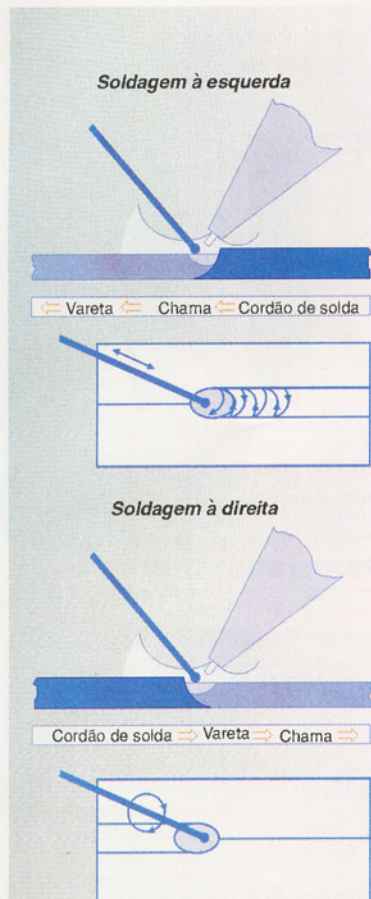 Soldagem à esquerda
⇐ Vareta ⇐ Chama ⇐ Cordão de solda
Soldagem à direita
Cordão de solda ⇒ Vareta ⇒ Chama ⇒